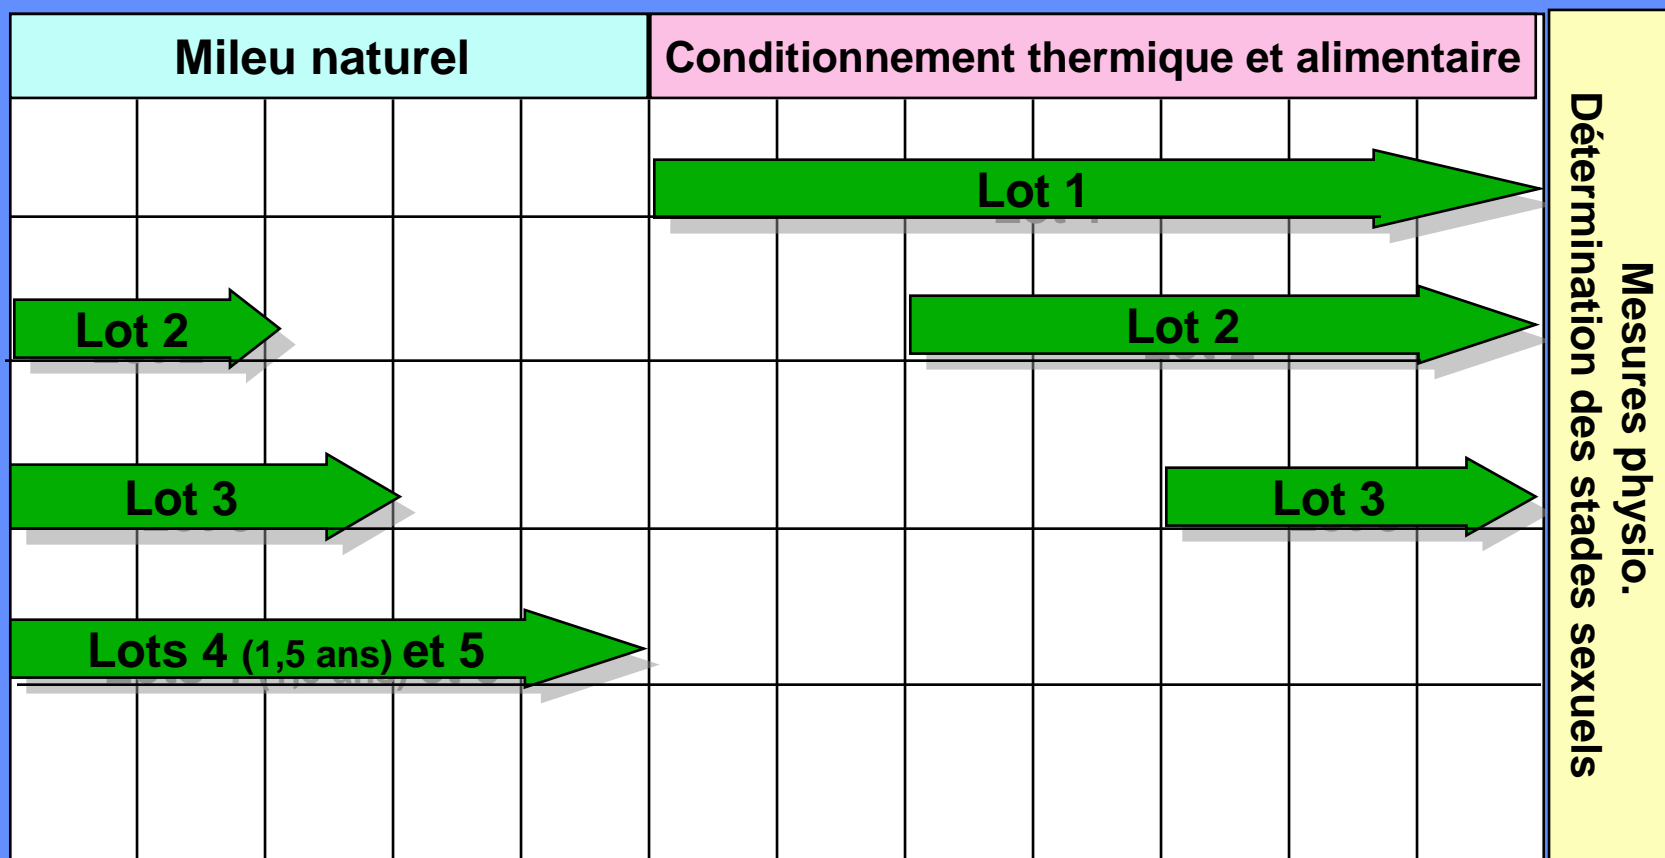 Mileu naturel
Conditionnement thermique et alimentaire
Lot 1
Lot 2
Lot 2
Lot 3
Lot 3
Lots 4 (1,5 ans) et 5
Mesures physio.
Détermination des stades sexuels